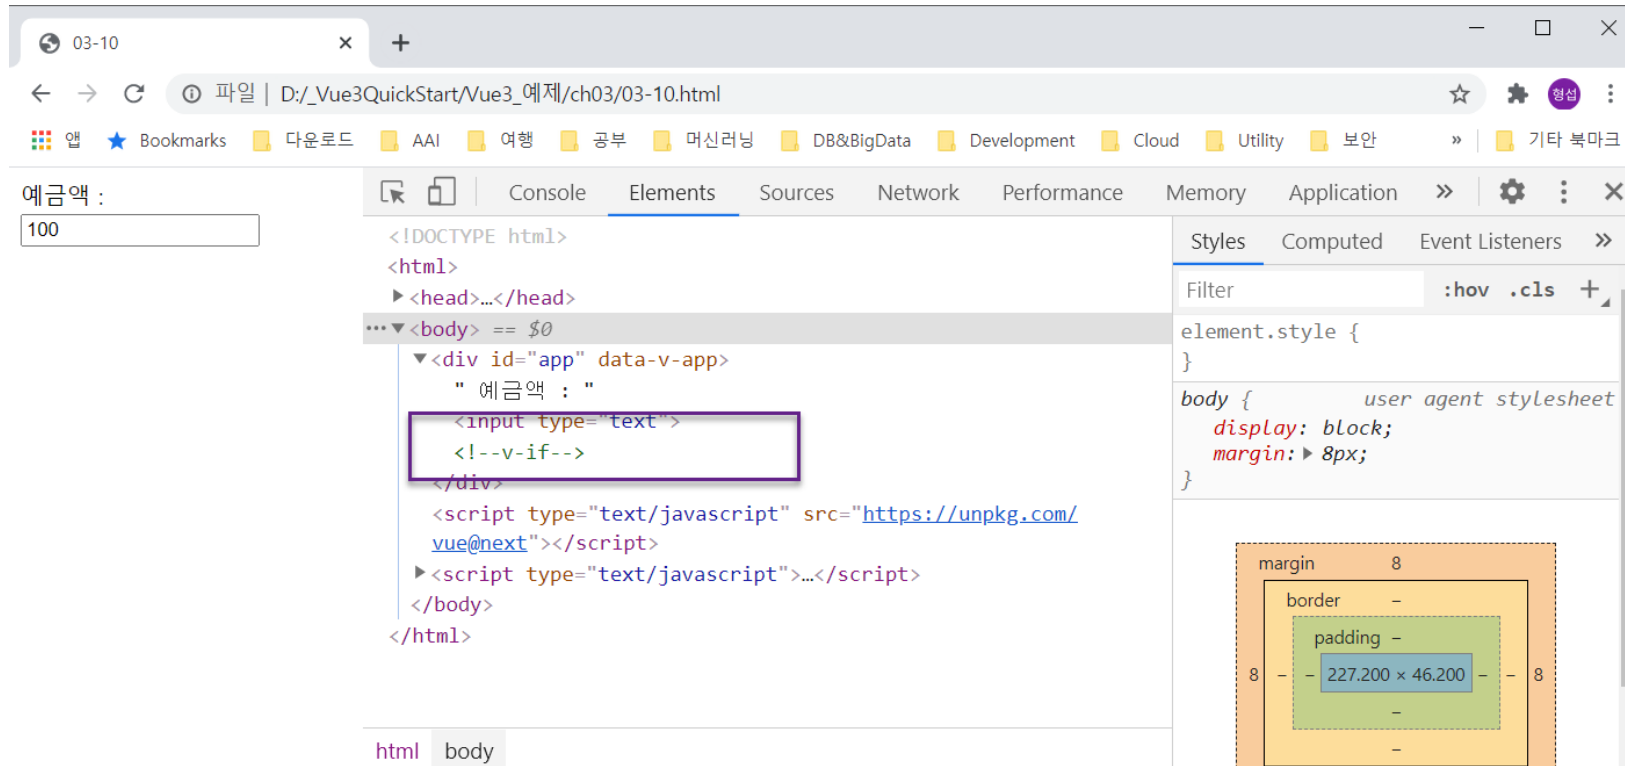 03-10
파일 | D:/_Vue3QuickStart/Vue3_예제/ch03/03-10.html
형섭
앱 Bookmarks 다운로드 AAI 여행 공부 머신러닝 DB&BigData Development Cloud Utility 보안 » 기타 북마크
예금액 :
100
Console Elements Sources Network Performance Memory Application »
<!DOCTYPE html>
<html>
<head>…</head>
<body> == $0
<div id="app" data-v-app>
" 예금액 : "
<input type="text">
<!--v-if-->
</div>
<script type="text/javascript" src="https://unpkg.com/
vue@next"></script>
<script type="text/javascript">…</script>
</body>
</html>
html body
Styles Computed Event Listeners »
Filter :hov .cls +
element.style {
}
body { user agent stylesheet
display: block;
margin: 8px;
}
margin 8
border –
padding –
8 – – 227.200 × 46.200 – – 8
–
–